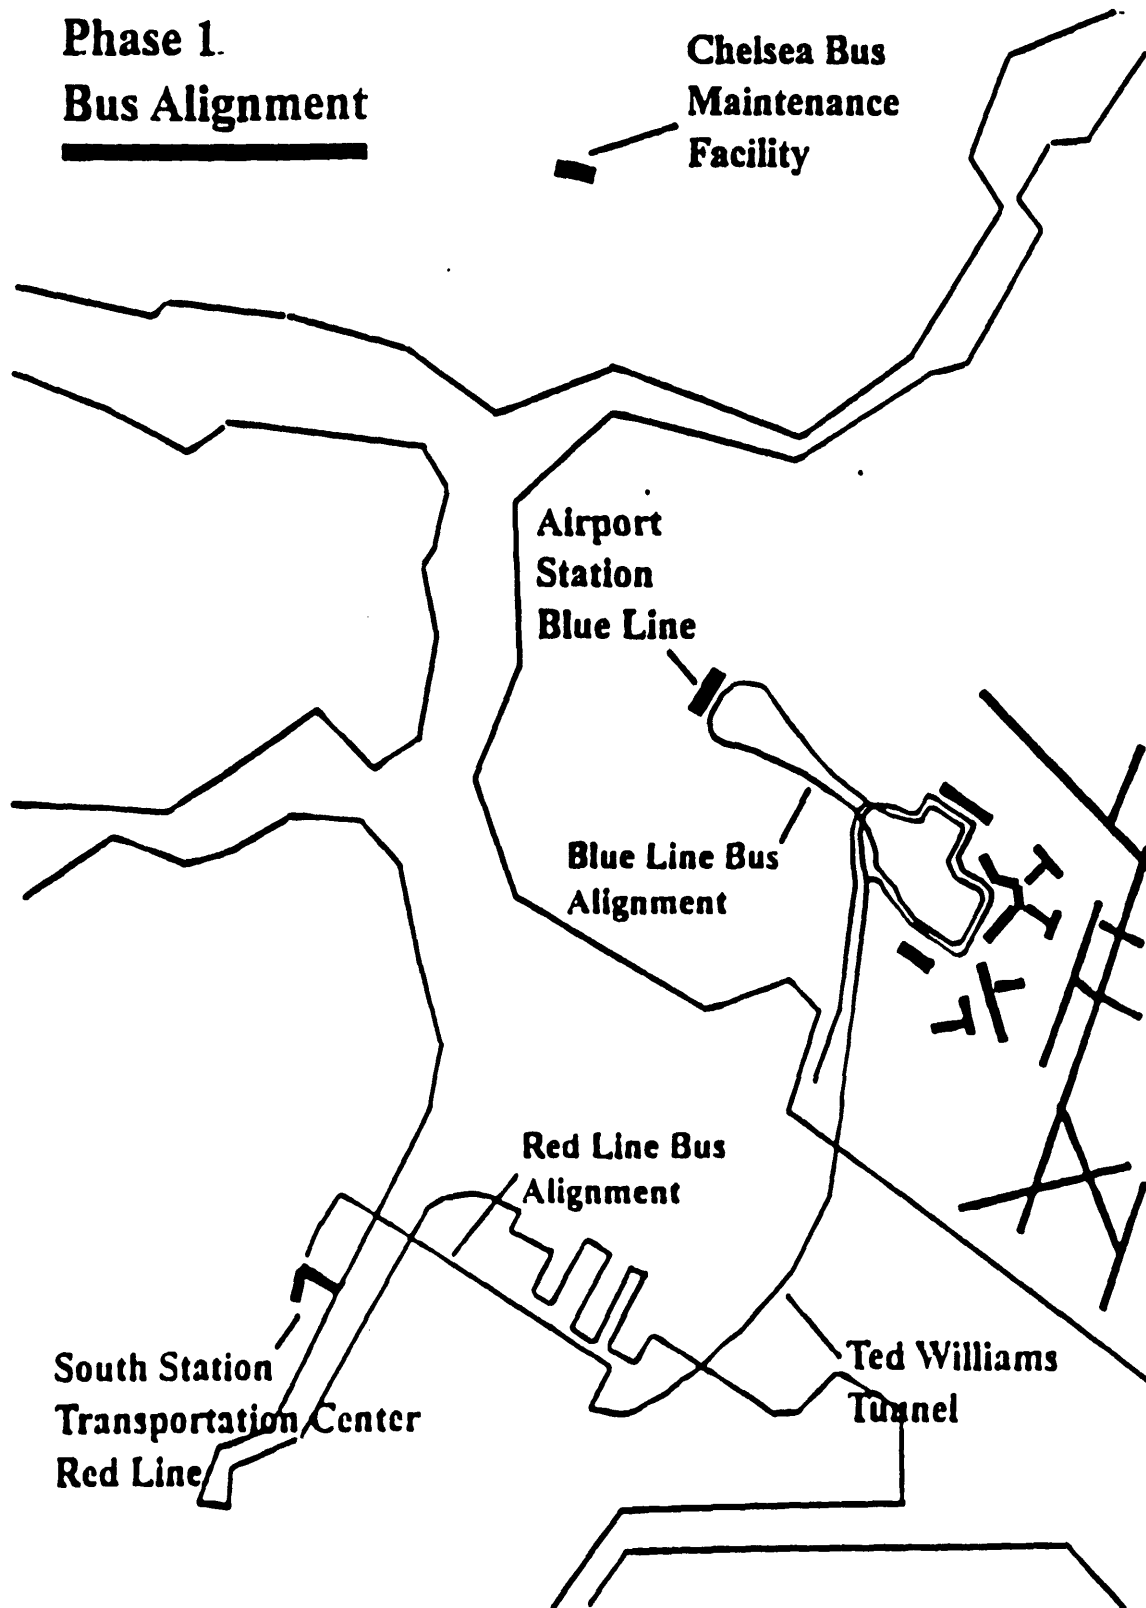 Phase 1
Bus Alignment
Chelsea Bus
Maintenance
Facility
Airport
Station
Blue Line
Blue Line Bus
Alignment
Red Line Bus
Alignment
South Station
Transportation Center
Red Line
Ted Williams
Tunnel